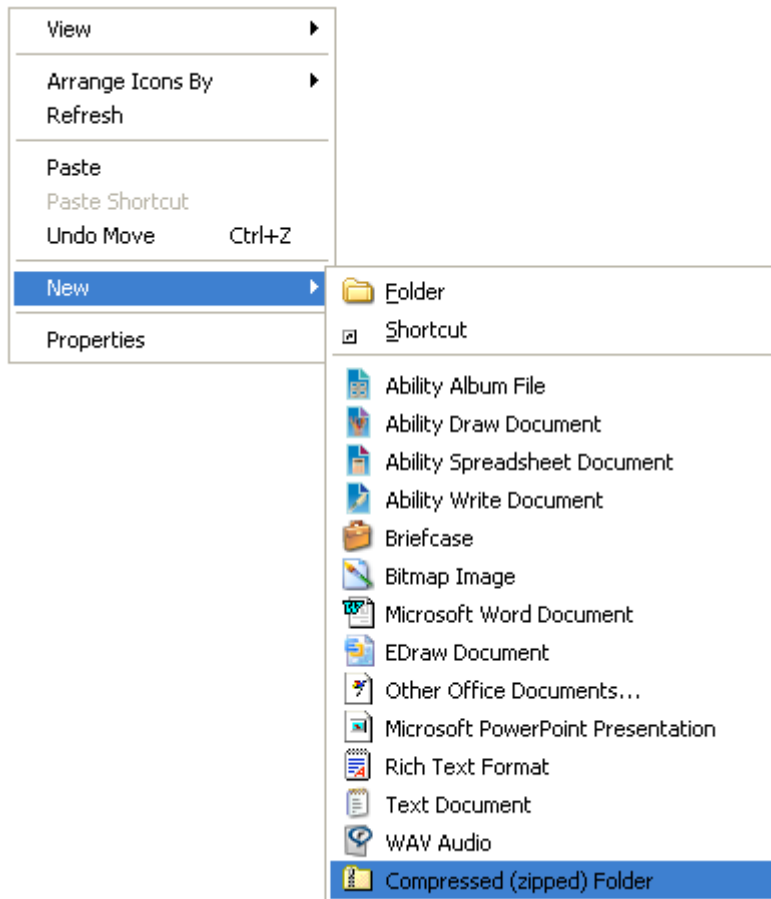 View
Arrange Icons By
Refresh
Paste
Paste Shortcut
Undo Move Ctrl+Z
New
Properties
Folder
Shortcut
Ability Album File
Ability Draw Document
Ability Spreadsheet Document
Ability Write Document
Briefcase
Bitmap Image
Microsoft Word Document
EDraw Document
Other Office Documents...
Microsoft PowerPoint Presentation
Rich Text Format
Text Document
WAV Audio
Compressed (zipped) Folder